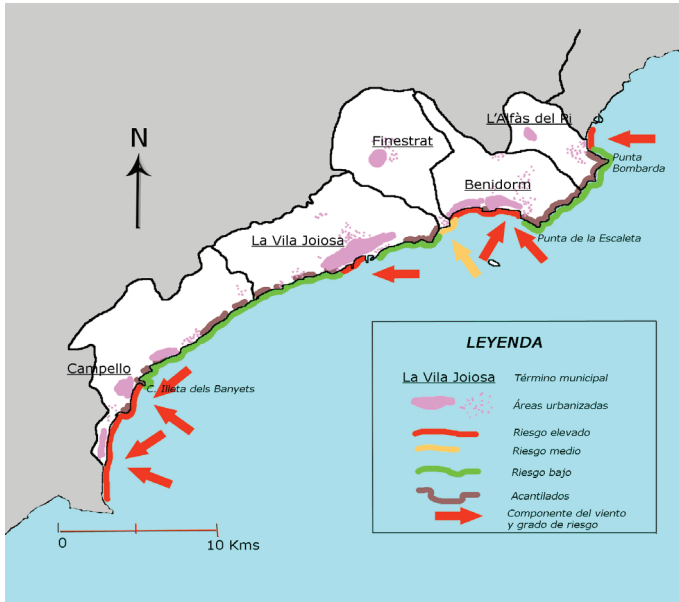 N
L'Alfàs del Pi
Finestrat
Punta
Bombarda
Benidorm
La Vila Joiosa
Punta de la Escaleta
Campello
C. Illeta dels Banyets
0
10 Kms
LEYENDA
La Vila Joiosa
Término municipal
Áreas urbanizadas
Riesgo elevado
Riesgo medio
Riesgo bajo
Acantilados
Componente del viento
y grado de riesgo